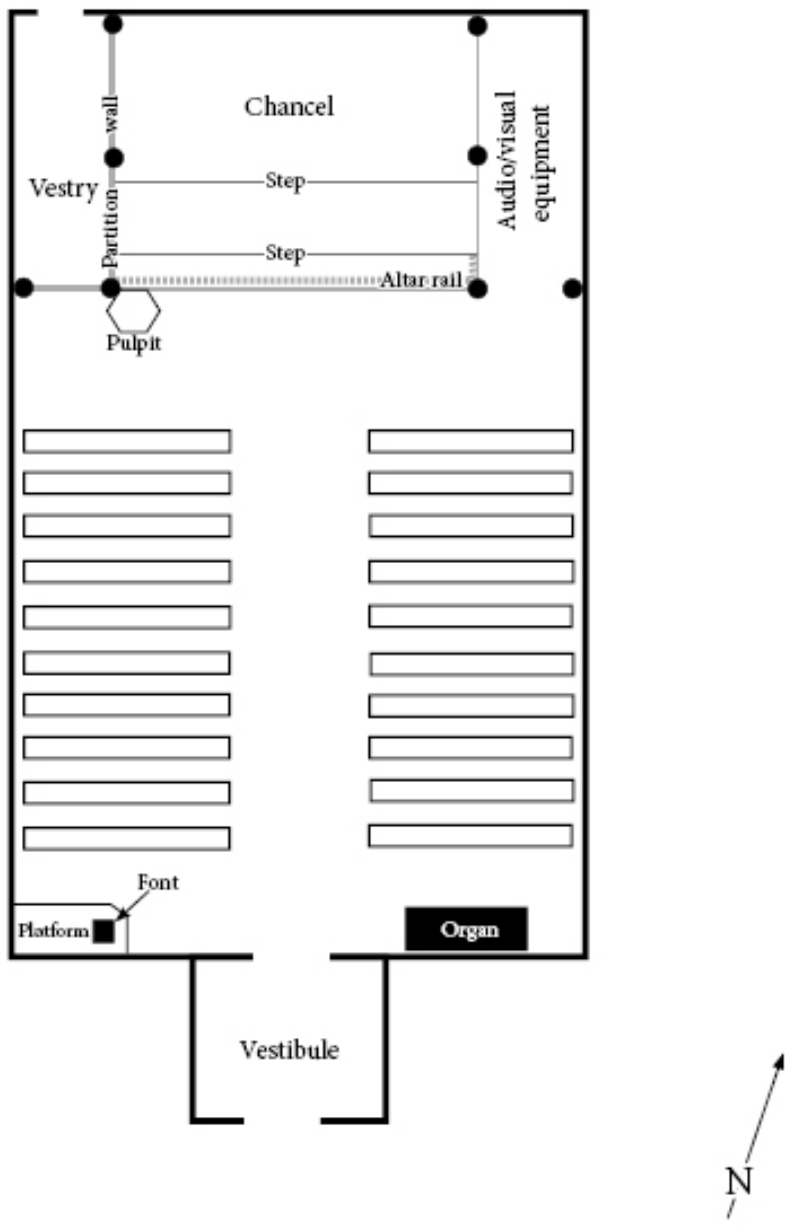 Chancel
Partition wall
Vestry
Audio/visual
equipment
Step
Step
Altar rail
Pulpit
Font
Platform
Organ
Vestibule
N